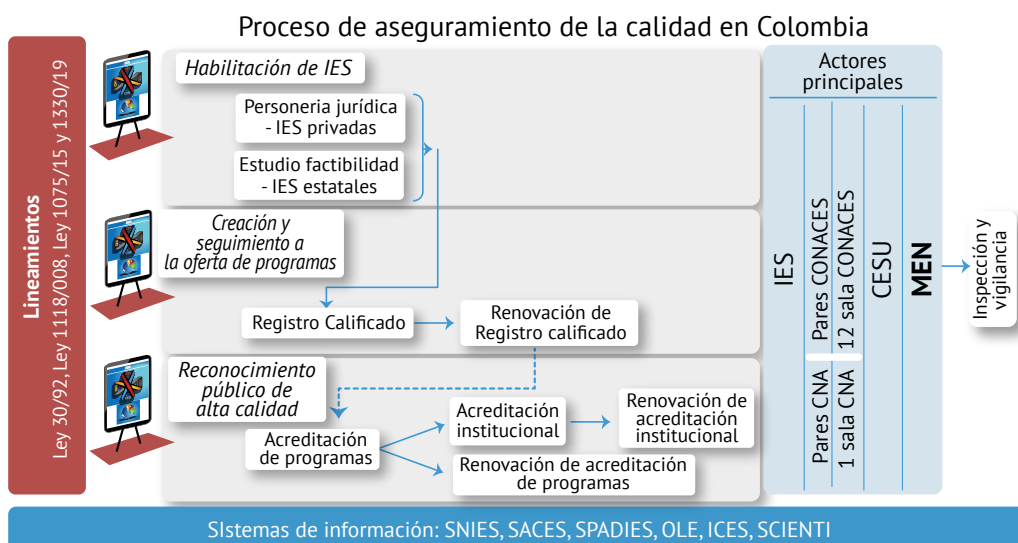 Proceso de aseguramiento de la calidad en Colombia
Lineamientos
Ley 30/92, Ley 1118/008, Ley 1075/15 y 1330/19
Habilitación de IES
Personeria jurídica
- IES privadas
Estudio factibilidad
- IES estatales
Creación y
seguimiento a
la oferta de programas
Registro Calificado
Renovación de
Registro calificado
Reconocimiento
público de
alta calidad
Acreditación
de programas
Acreditación
institucional
Renovación de
acreditación
institucional
Renovación de acreditación
de programas
Actores
principales
IES
Pares CONACES
12 sala CONACES
Pares CNA
1 sala CNA
CESU
MEN
Inspección y
vigilancia
SIstemas de información: SNIES, SACES, SPADIES, OLE, ICES, SCIENTI